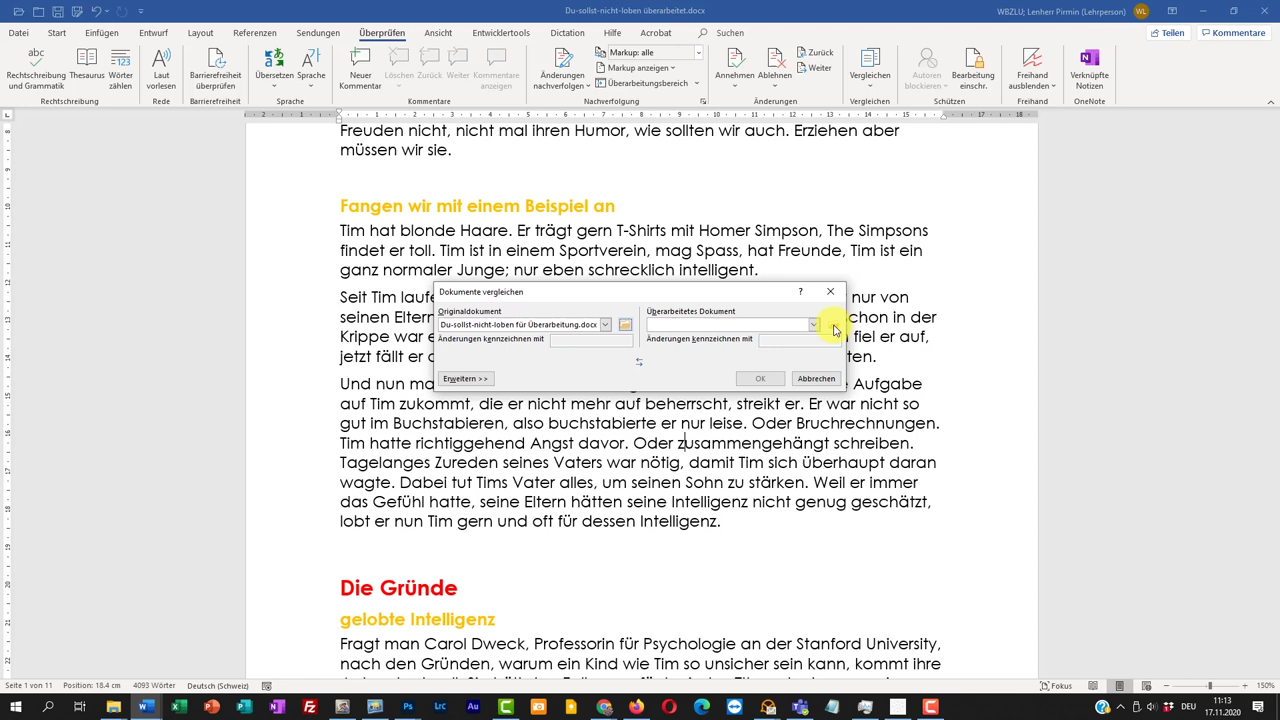 Du-sollst-nicht-loben überarbeitet.docx
WBZLU; Lenherr Pirmin (Lehrperson)
WL
Datei Start Einfügen Entwurf Layout Referenzen Sendungen Überprüfen Ansicht Entwicklertools Dictation Hilfe Acrobat Suchen Teilen Kommentare
Rechtschreibung und Grammatik
Thesaurus
Wörter zählen
Laut vorlesen
Barrierefreiheit überprüfen
Übersetzen
Sprache
Neuer Kommentar
Löschen
Zurück
Weiter
Kommentare anzeigen
Änderungen nachverfolgen
Markup: alle
Markup anzeigen
Überarbeitungsbereich
Annehmen
Ablehnen
Zurück
Weiter
Vergleichen
Autoren blockieren
Bearbeitung einschr.
Freihand ausblenden
Verknüpfte Notizen
Rechtschreibung Rede Barrierefreiheit Sprache Kommentare Nachverfolgung Änderungen Vergleichen Schützen Freihand OneNote
Freuden nicht, nicht mal ihren Humor, wie sollten wir auch. Erziehen aber
müssen wir sie.
Fangen wir mit einem Beispiel an
Tim hat blonde Haare. Er trägt gern T-Shirts mit Homer Simpson, The Simpsons
findet er toll. Tim ist in einem Sportverein, mag Spass, hat Freunde, Tim ist ein
ganz normaler Junge; nur eben schrecklich intelligent.
Dokumente vergleichen
?
Originaldokument
Überarbeitetes Dokument
Du-sollst-nicht-loben für Überarbeitung.docx
Änderungen kennzeichnen mit
Änderungen kennzeichnen mit
Erweitern >>
OK
Abbrechen
Seit Tim laufe
nur von
seinen Eltern
schon in der
Krippe war e
fiel er auf,
jetzt fällt er
ten.
Und nun ma
e Aufgabe
auf Tim zukommt, die er nicht mehr auf beherrscht, streikt er. Er war nicht so
gut im Buchstabieren, also buchstabierte er nur leise. Oder Bruchrechnungen.
Tim hatte richtiggehend Angst davor. Oder zusammengehängt schreiben.
Tagelanges Zureden seines Vaters war nötig, damit Tim sich überhaupt daran
wagte. Dabei tut Tims Vater alles, um seinen Sohn zu stärken. Weil er immer
das Gefühl hatte, seine Eltern hätten seine Intelligenz nicht genug geschätzt,
lobt er nun Tim gern und oft für dessen Intelligenz.
Die Gründe
gelobte Intelligenz
Fragt man Carol Dweck, Professorin für Psychologie an der Stanford University,
nach den Gründen, warum ein Kind wie Tim so unsicher sein kann, kommt ihre
Seite 1 von 11 Position: 18.4 cm 4093 Wörter Deutsch (Schweiz) Fokus 150%
DEU
11:13
17.11.2020